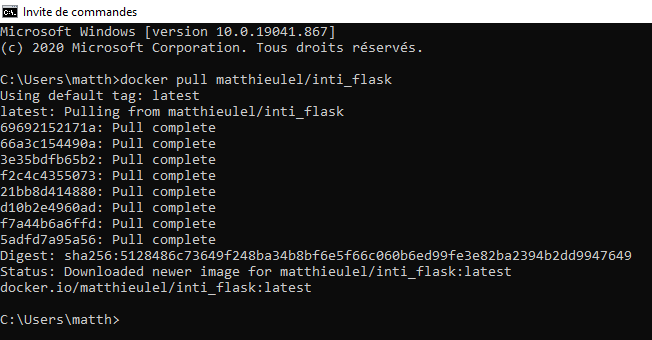 Invite de commandes
Microsoft Windows [version 10.0.19041.867]
(c) 2020 Microsoft Corporation. Tous droits réservés.
C:\Users\matth>docker pull matthieulel/inti_flask
Using default tag: latest
latest: Pulling from matthieulel/inti_flask
69692152171a: Pull complete
66a3c154490a: Pull complete
3e35bdfb65b2: Pull complete
f2c4c4355073: Pull complete
21bb8d414880: Pull complete
d10b2e4960ad: Pull complete
f7a44b6a6ffd: Pull complete
5adfd7a95a56: Pull complete
Digest: sha256:5128486c73649f248ba34b8bf6e5f66c060b6ed99fe3e82ba2394b2dd9947649
Status: Downloaded newer image for matthieulel/inti_flask:latest
docker.io/matthieulel/inti_flask:latest
C:\Users\matth>